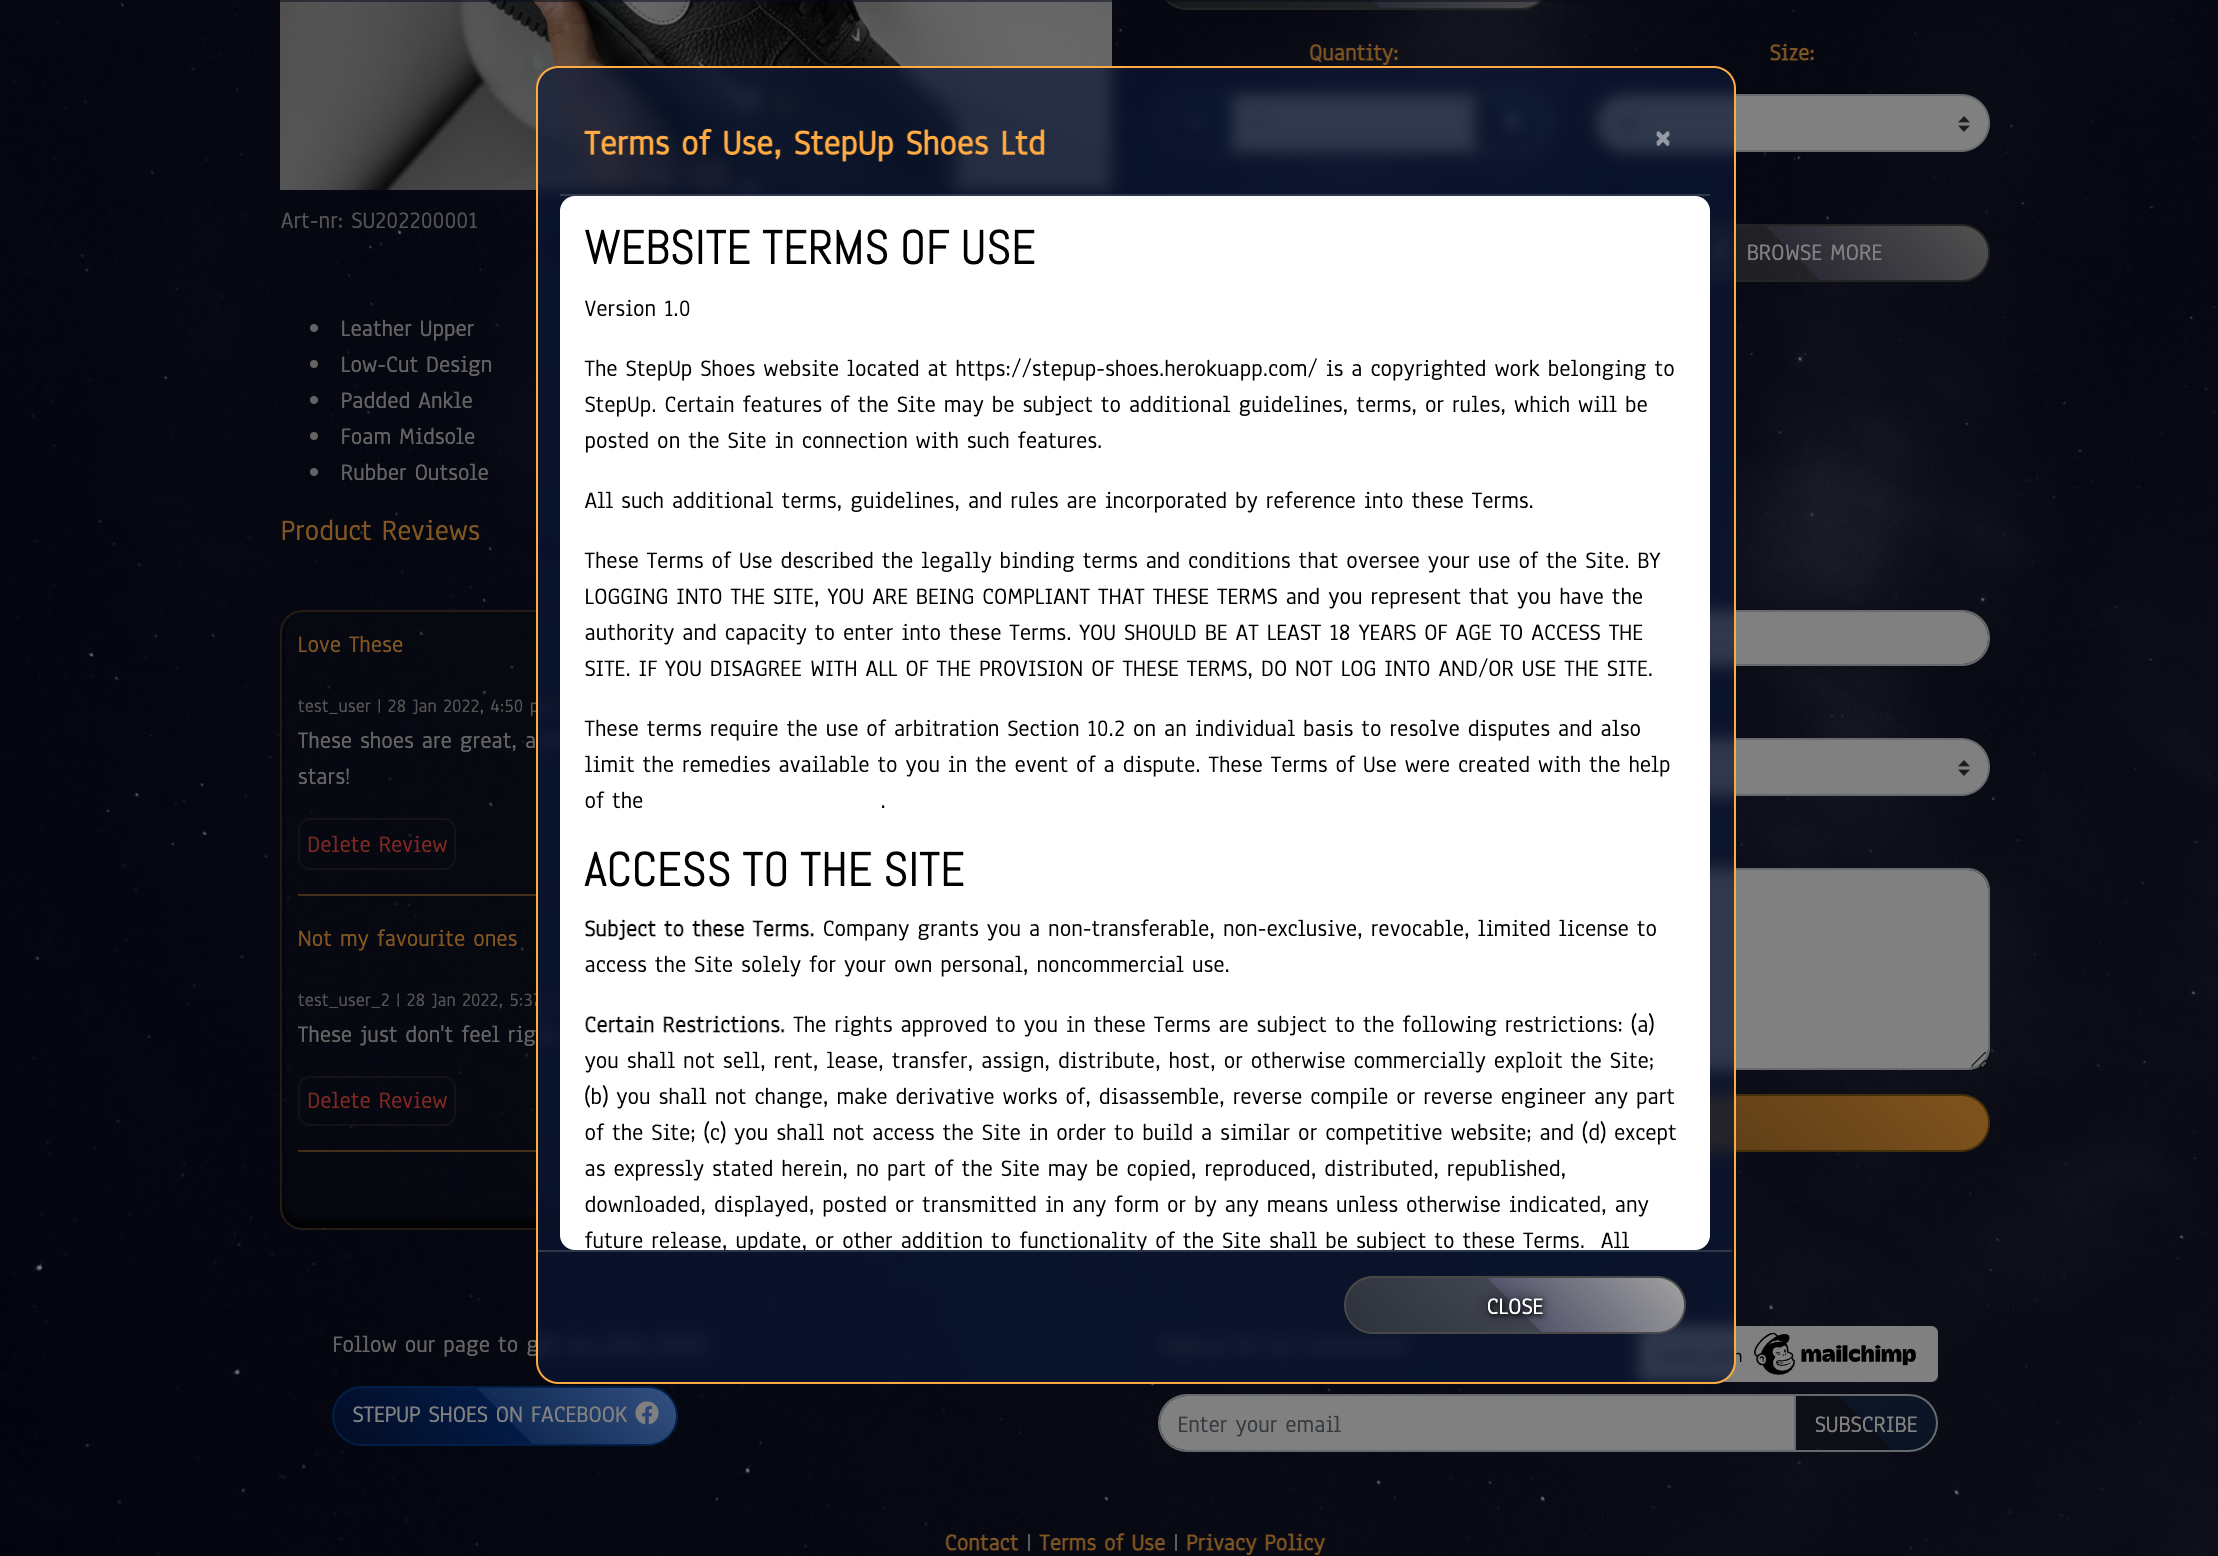 Quantity:
Size:
Terms of Use, StepUp Shoes Ltd
×
WEBSITE TERMS OF USE
Version 1.0
The StepUp Shoes website located at https://stepup-shoes.herokuapp.com/ is a copyrighted work belonging to
StepUp. Certain features of the Site may be subject to additional guidelines, terms, or rules, which will be
posted on the Site in connection with such features.
All such additional terms, guidelines, and rules are incorporated by reference into these Terms.
These Terms of Use described the legally binding terms and conditions that oversee your use of the Site. BY
LOGGING INTO THE SITE, YOU ARE BEING COMPLIANT THAT THESE TERMS and you represent that you have the
authority and capacity to enter into these Terms. YOU SHOULD BE AT LEAST 18 YEARS OF AGE TO ACCESS THE
SITE. IF YOU DISAGREE WITH ALL OF THE PROVISION OF THESE TERMS, DO NOT LOG INTO AND/OR USE THE SITE.
These terms require the use of arbitration Section 10.2 on an individual basis to resolve disputes and also
limit the remedies available to you in the event of a dispute. These Terms of Use were created with the help
of the .
ACCESS TO THE SITE
Subject to these Terms. Company grants you a non-transferable, non-exclusive, revocable, limited license to
access the Site solely for your own personal, noncommercial use.
Certain Restrictions. The rights approved to you in these Terms are subject to the following restrictions: (a)
you shall not sell, rent, lease, transfer, assign, distribute, host, or otherwise commercially exploit the Site;
(b) you shall not change, make derivative works of, disassemble, reverse compile or reverse engineer any part
of the Site; (c) you shall not access the Site in order to build a similar or competitive website; and (d) except
as expressly stated herein, no part of the Site may be copied, reproduced, distributed, republished,
downloaded, displayed, posted or transmitted in any form or by any means unless otherwise indicated, any
future release, update, or other addition to functionality of the Site shall be subject to these Terms. All
CLOSE
Art-nr: SU202200001
Leather Upper
Low-Cut Design
Padded Ankle
Foam Midsole
Rubber Outsole
Product Reviews
Love These
test_user | 28 Jan 2022, 4:50
These shoes are great,
stars!
Delete Review
Not my favourite ones
test_user_2 | 28 Jan 2022,
These just don't feel
Delete Review
BROWSE MORE
Follow our page to
STEPUP SHOES ON FACEBOOK
mailchimp
Enter your email
SUBSCRIBE
Contact | Terms of Use | Privacy Policy